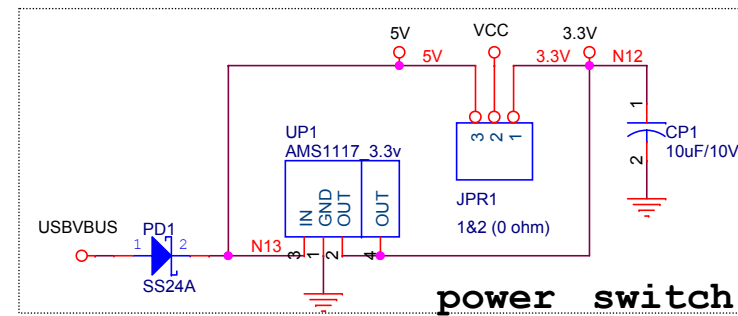 5V VCC 3.3V
5V 3.3V N12
3 2 1
1
CP1
10uF/10V
2
UP1
AMS1117_3.3v
JPR1
1&2 (0 ohm)
IN GND OUT OUT
USBVBUS PD1
1 2 N13 3 1 2 4
SS24A
power switch